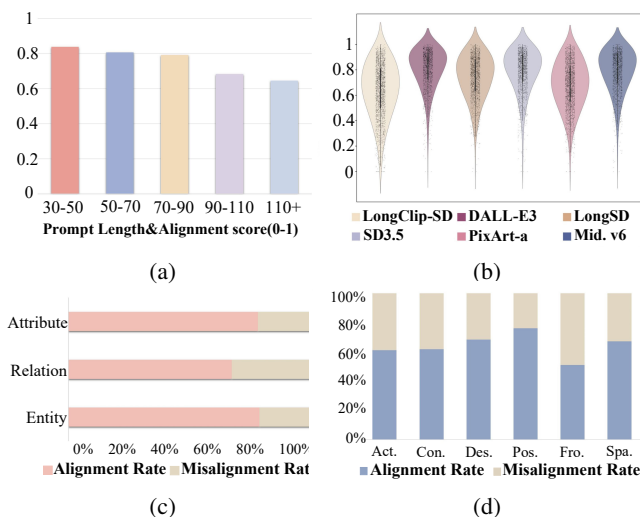 1
0.8
0.6
0.4
0.2
0
30-50 50-70 70-90 90-110 110+
Prompt Length&Alignment score(0-1)
(a)
1
0.8
0.6
0.4
0.2
0
LongClip-SD DALL-E3 LongSD
SD3.5 PixArt-a Mid. v6
(b)
Attribute
Relation
Entity
0% 20% 40% 60% 80% 100%
Alignment Rate Misalignment Rat
(c)
100%
80%
60%
40%
20%
0%
Act. Con. Des. Pos. Fro. Spa.
Alignment Rate Misalignment Rate
(d)